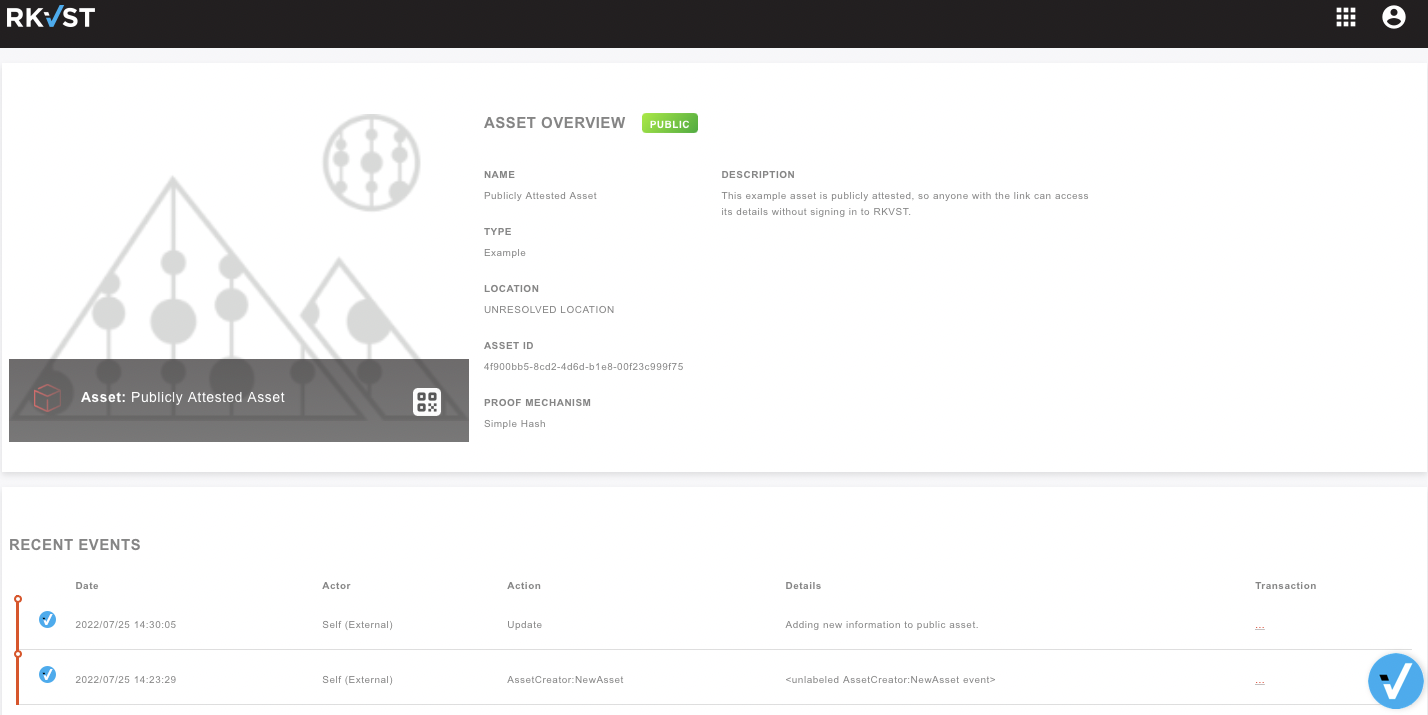 RKVST
ASSET OVERVIEW PUBLIC
NAME
Publicly Attested Asset
DESCRIPTION
This example asset is publicly attested, so anyone with the link can access
its details without signing in to RKVST.
TYPE
Example
LOCATION
UNRESOLVED LOCATION
ASSET ID
4f900bb5-8cd2-4d6d-b1e8-00f23c999f75
PROOF MECHANISM
Simple Hash
Asset: Publicly Attested Asset
RECENT EVENTS
Date Actor Action Details Transaction
2022/07/25 14:30:05 Self (External) Update Adding new information to public asset. ...
2022/07/25 14:23:29 Self (External) AssetCreator:NewAsset <unlabeled AssetCreator:NewAsset event> ...